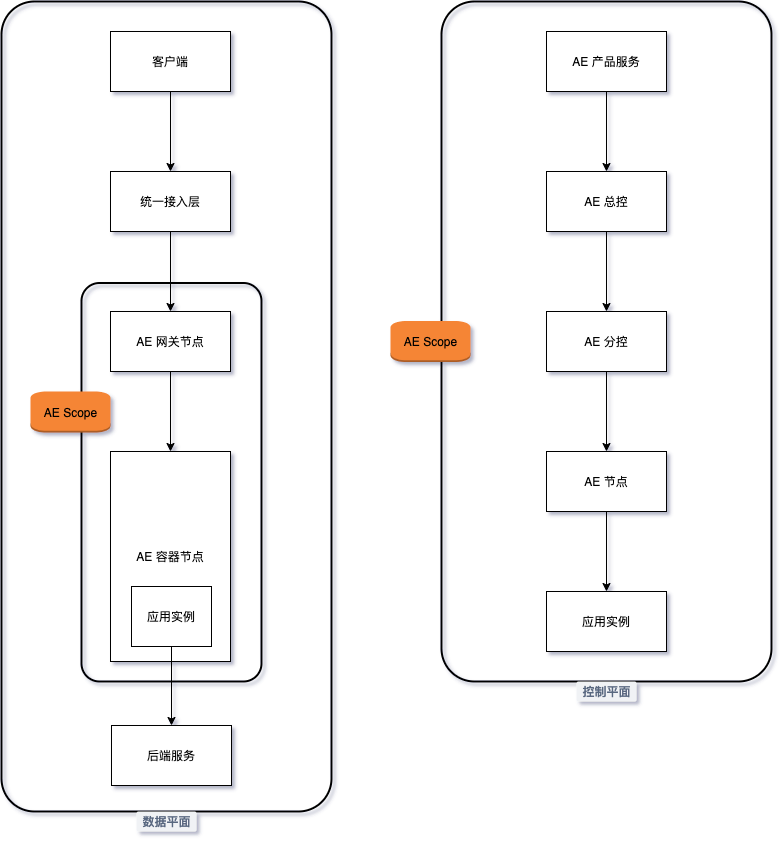 客户端
统一接入层
AE 网关节点
AE Scope
AE 容器节点
应用实例
后端服务
数据平面
AE 产品服务
AE 总控
AE Scope
AE 分控
AE 节点
应用实例
控制平面